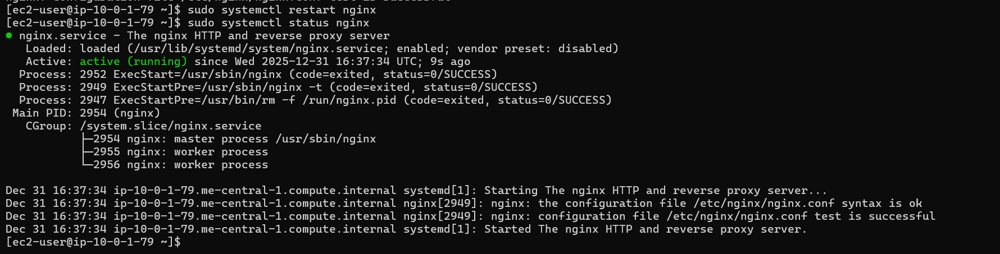 [ec2-user@ip-10-0-1-79 ~]$ sudo systemctl restart nginx
[ec2-user@ip-10-0-1-79 ~]$ sudo systemctl status nginx
● nginx.service - The nginx HTTP and reverse proxy server
   Loaded: loaded (/usr/lib/systemd/system/nginx.service; enabled; vendor preset: disabled)
   Active: active (running) since Wed 2025-12-31 16:37:34 UTC; 9s ago
  Process: 2952 ExecStart=/usr/sbin/nginx (code=exited, status=0/SUCCESS)
  Process: 2949 ExecStartPre=/usr/sbin/nginx -t (code=exited, status=0/SUCCESS)
  Process: 2947 ExecStartPre=/usr/bin/rm -f /run/nginx.pid (code=exited, status=0/SUCCESS)
 Main PID: 2954 (nginx)
   CGroup: /system.slice/nginx.service
           ├─2954 nginx: master process /usr/sbin/nginx
           ├─2955 nginx: worker process
           └─2956 nginx: worker process
Dec 31 16:37:34 ip-10-0-1-79.me-central-1.compute.internal systemd[1]: Starting The nginx HTTP and reverse proxy server...
Dec 31 16:37:34 ip-10-0-1-79.me-central-1.compute.internal nginx[2949]: nginx: the configuration file /etc/nginx/nginx.conf syntax is ok
Dec 31 16:37:34 ip-10-0-1-79.me-central-1.compute.internal nginx[2949]: nginx: configuration file /etc/nginx/nginx.conf test is successful
Dec 31 16:37:34 ip-10-0-1-79.me-central-1.compute.internal systemd[1]: Started The nginx HTTP and reverse proxy server.
[ec2-user@ip-10-0-1-79 ~]$